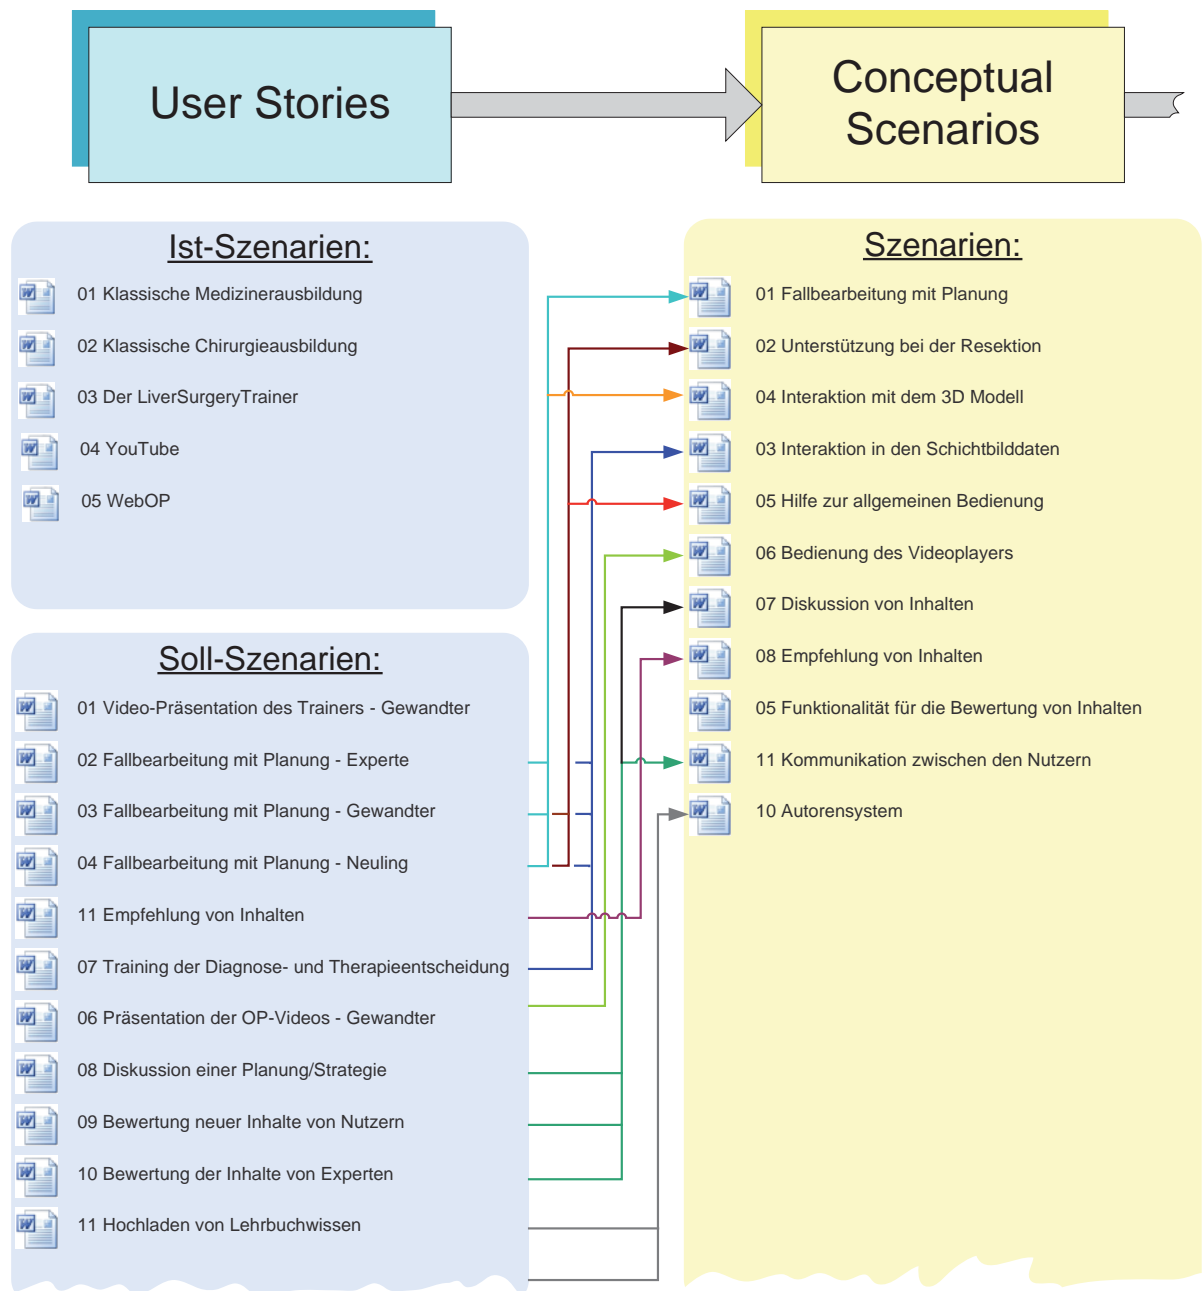 User Stories
Conceptual
Scenarios
Ist-Szenarien:
01 Klassische Medizinerausbildung
02 Klassische Chirurgieausbildung
03 Der LiverSurgeryTrainer
04 YouTube
05 WebOP
Soll-Szenarien:
01 Video-Präsentation des Trainers - Gewandter
02 Fallbearbeitung mit Planung - Experte
03 Fallbearbeitung mit Planung - Gewandter
04 Fallbearbeitung mit Planung - Neuling
11 Empfehlung von Inhalten
07 Training der Diagnose- und Therapieentscheidung
06 Präsentation der OP-Videos - Gewandter
08 Diskussion einer Planung/Strategie
09 Bewertung neuer Inhalte von Nutzern
10 Bewertung der Inhalte von Experten
11 Hochladen von Lehrbuchwissen
Szenarien:
01 Fallbearbeitung mit Planung
02 Unterstützung bei der Resektion
04 Interaktion mit dem 3D Modell
03 Interaktion in den Schichtbilddaten
05 Hilfe zur allgemeinen Bedienung
06 Bedienung des Videoplayers
07 Diskussion von Inhalten
08 Empfehlung von Inhalten
05 Funktionalität für die Bewertung von Inhalten
11 Kommunikation zwischen den Nutzern
10 Autorensystem